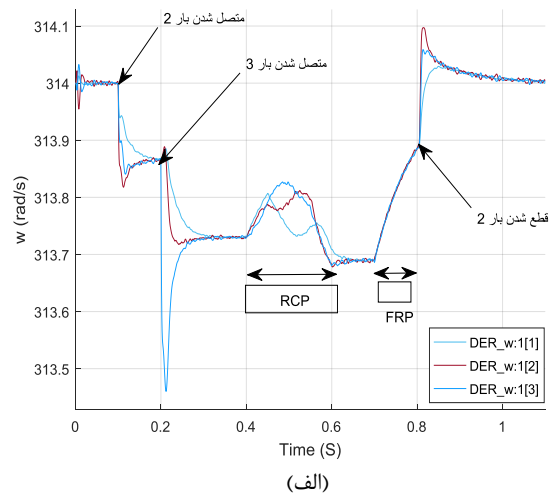 314.1
314
313.9
313.8
313.7
313.6
313.5
w (rad/s)
متصل شدن بار 2
متصل شدن بار 3
قطع شدن بار 2
RCP
FRP
DER_w:1[1]
DER_w:1[2]
DER_w:1[3]
0
0.2
0.4
0.6
0.8
1
Time (S)
(الف)